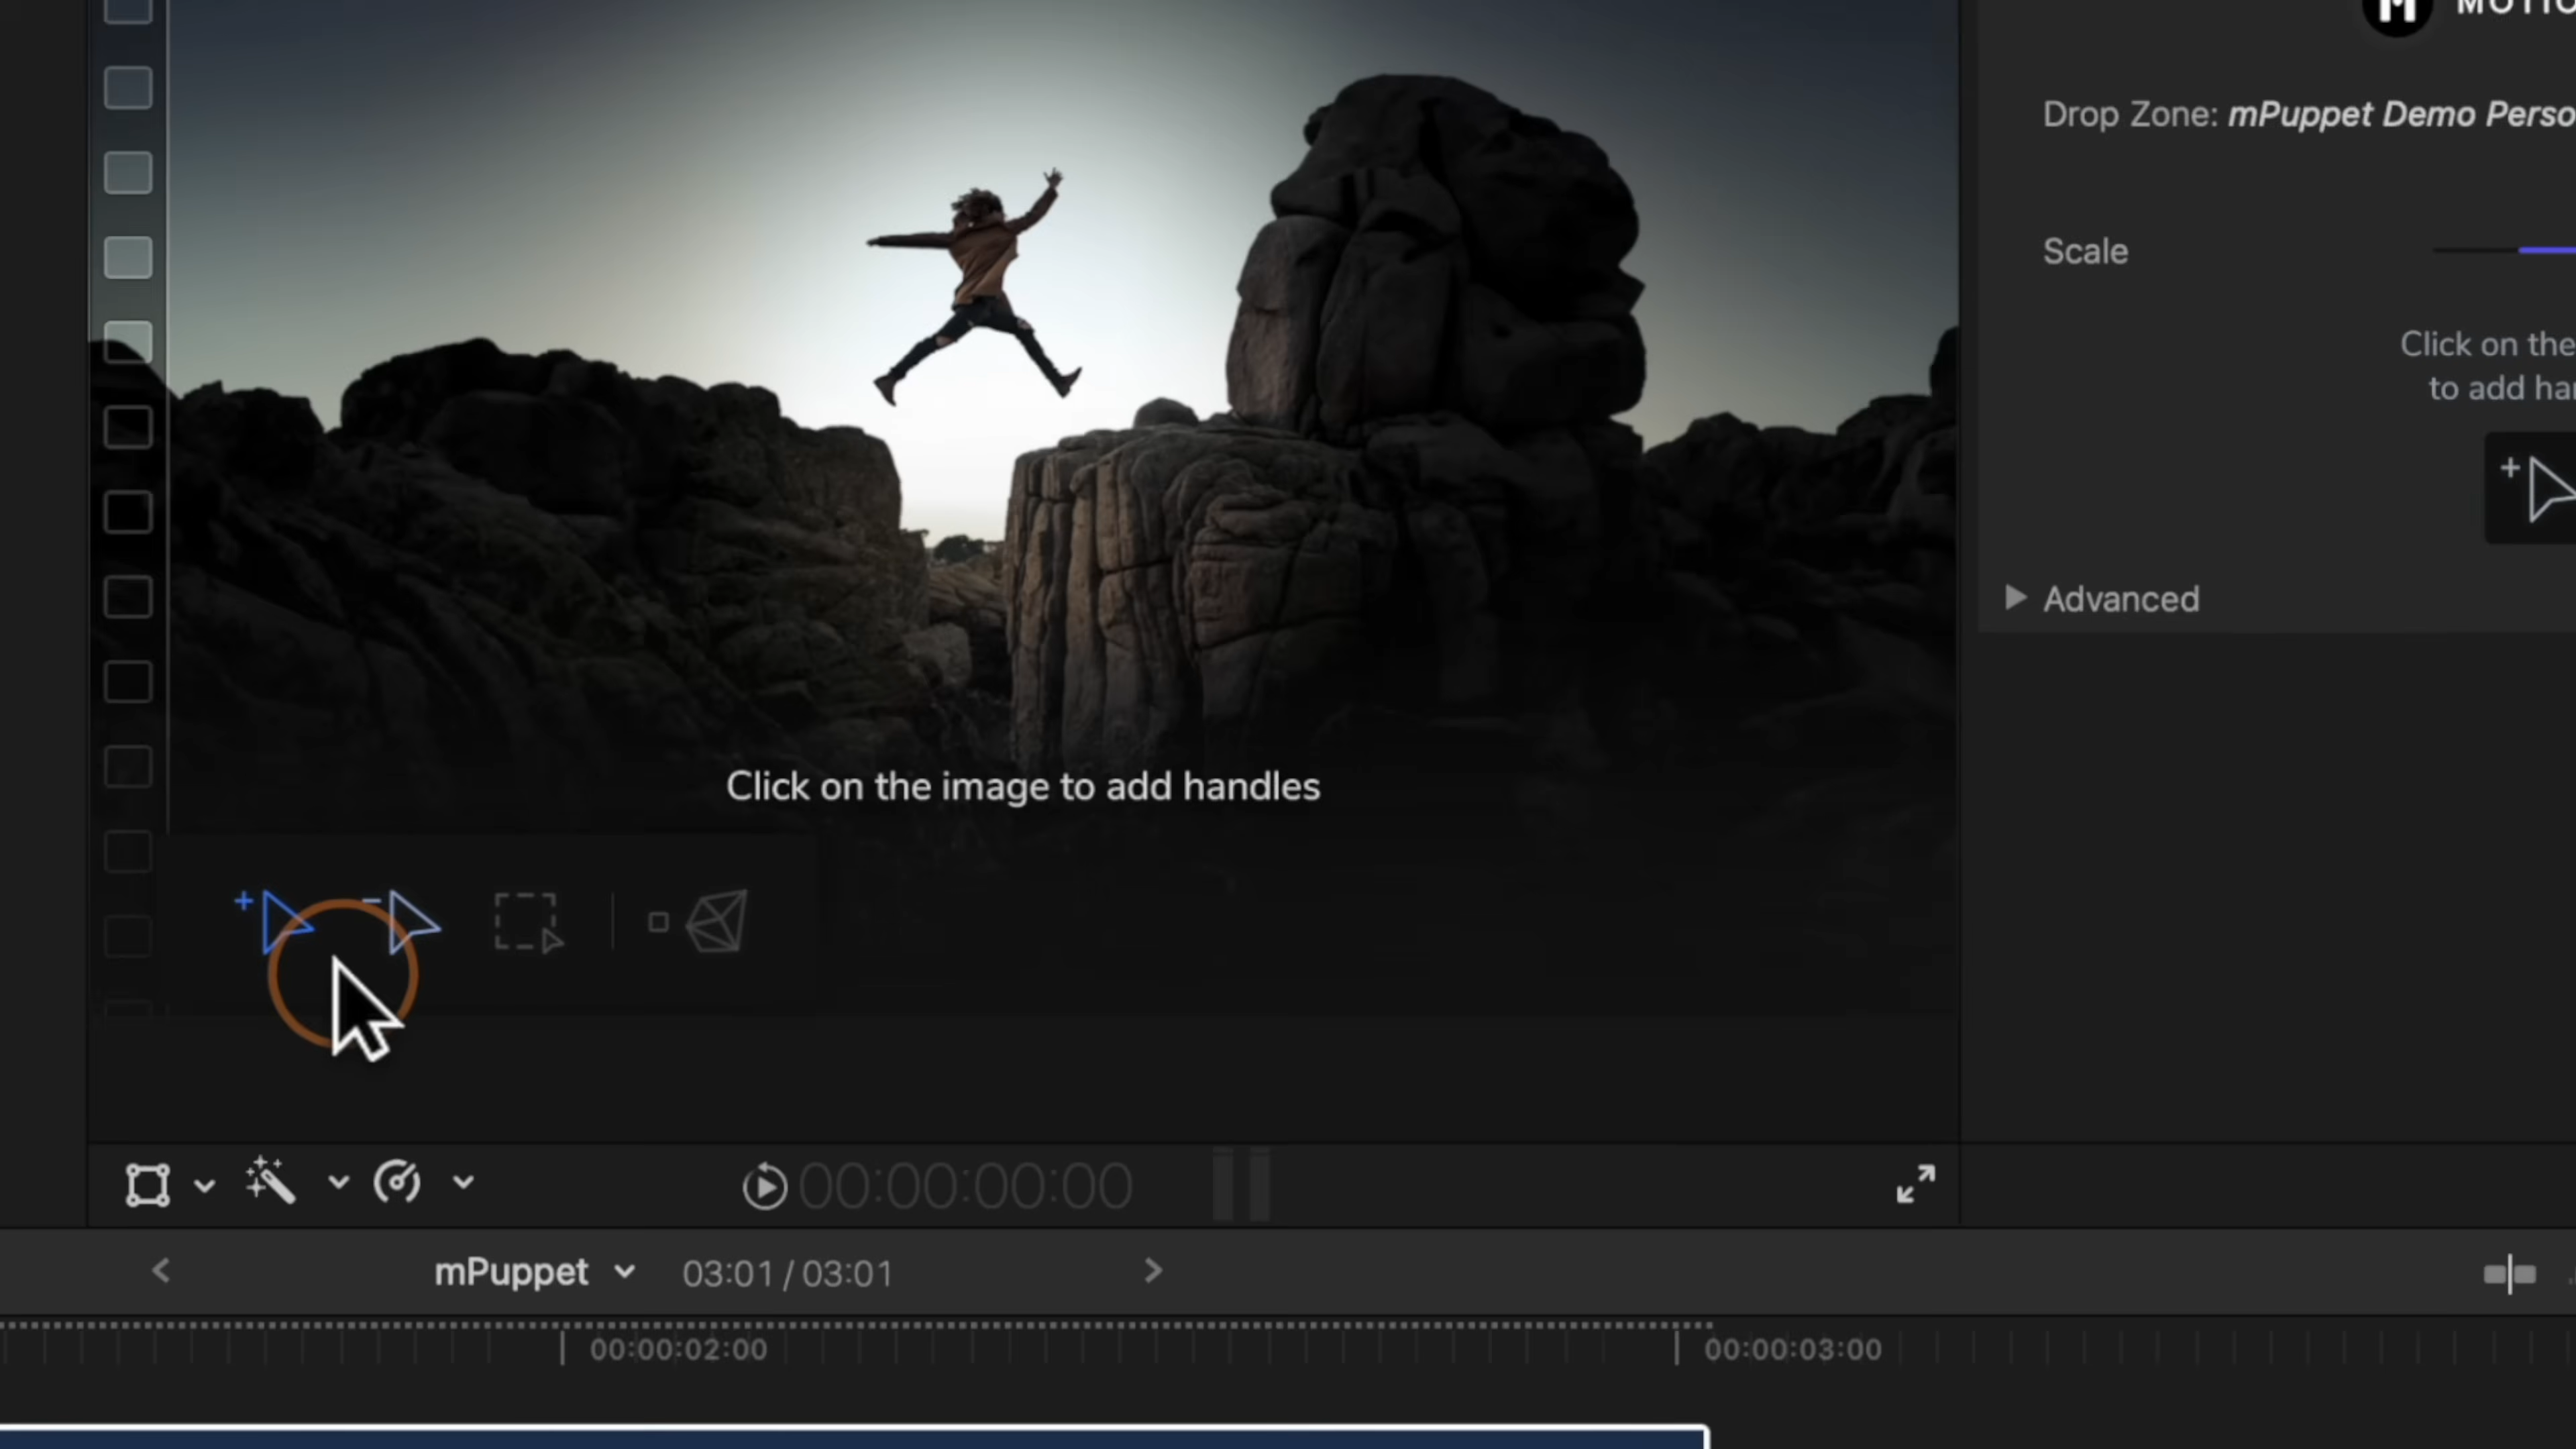 Drop Zone: mPuppet Demo Perso
Scale
Click on the
to add han
Advanced
Click on the image to add handles
00:00:00:00
mPuppet
03:01 / 03:01
00:00:02:00
00:00:03:00